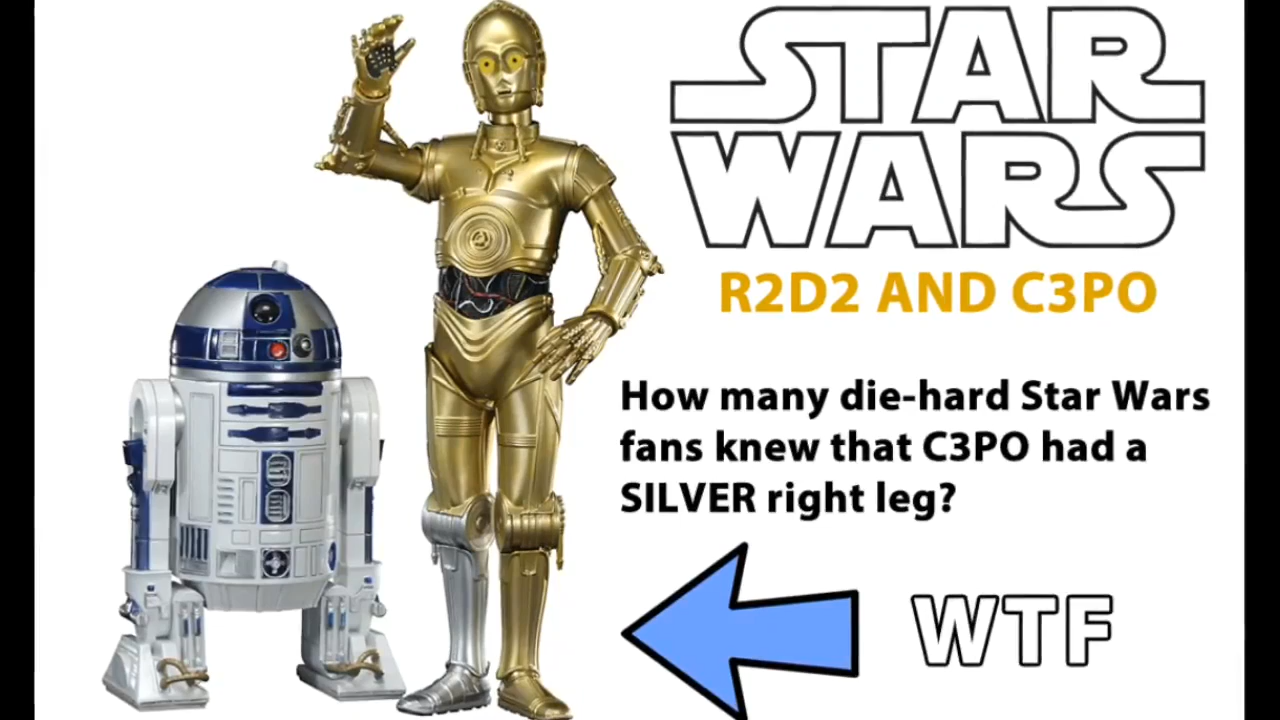 STAR
WARS
R2D2 AND C3PO
How many die-hard Star Wars
fans knew that C3PO had a
SILVER right leg?
WTF